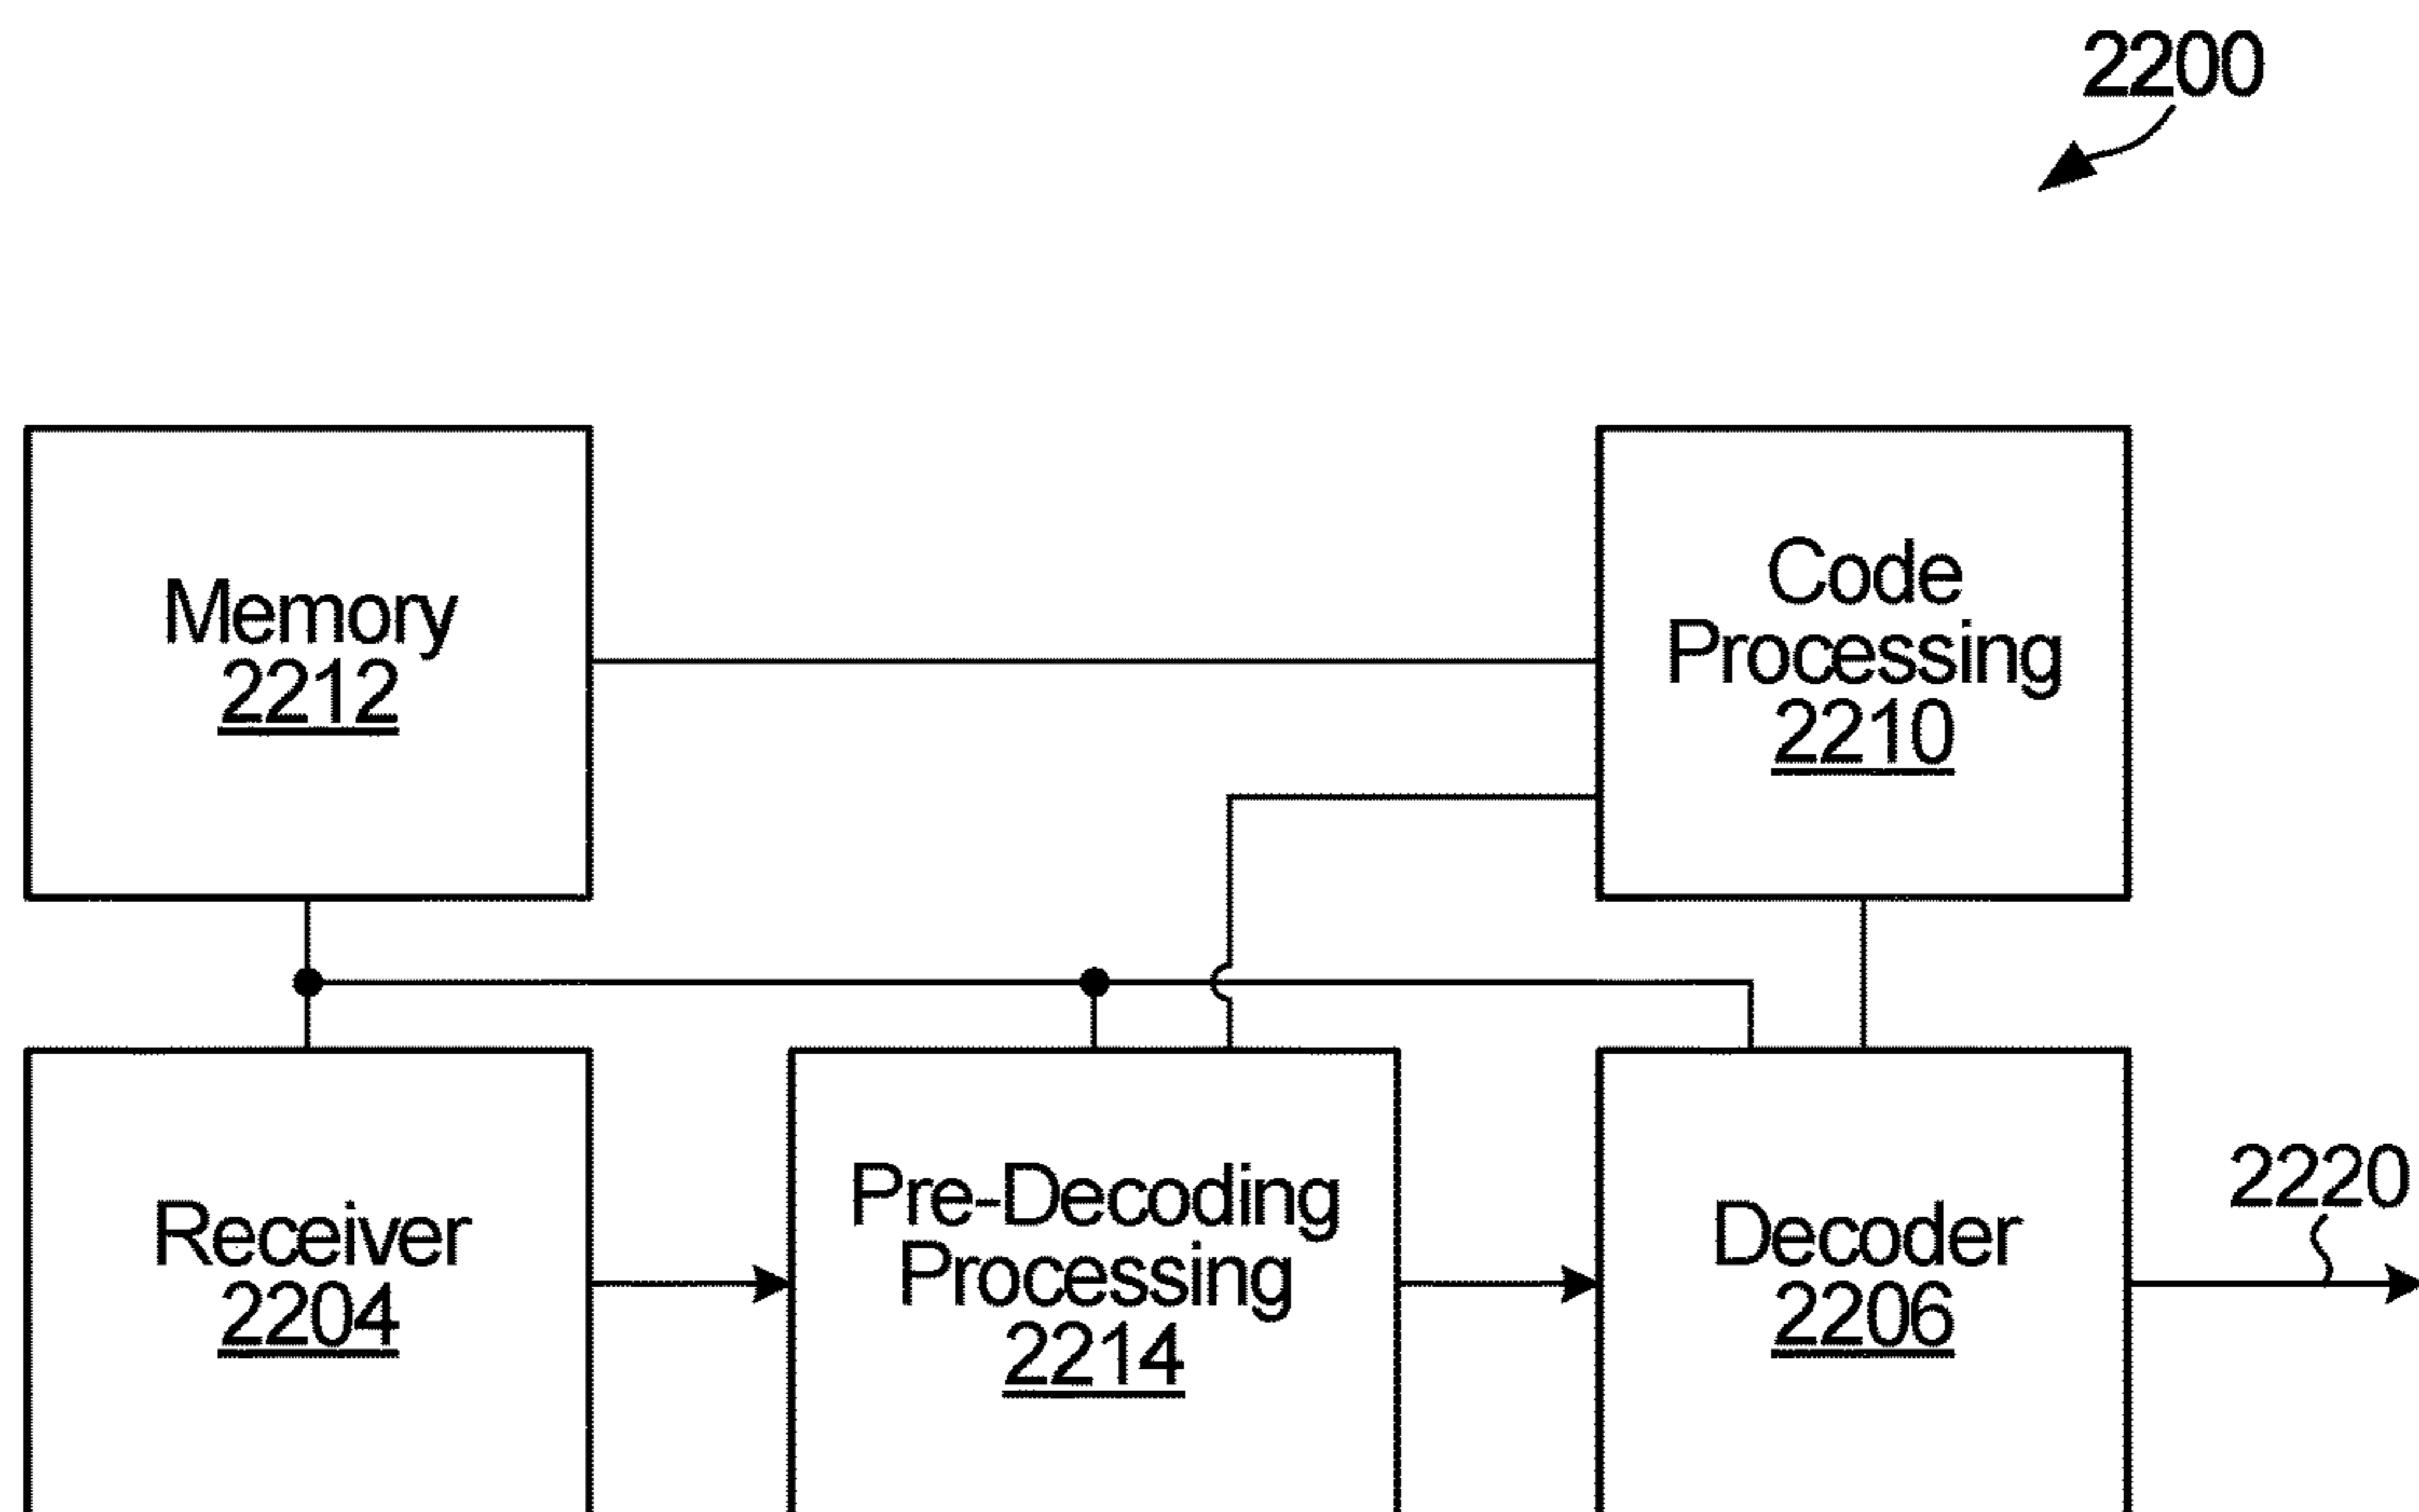 2200
Memory
2212
Code
Processing
2210
Receiver
2204
Pre-Decoding
Processing
2214
Decoder
2206
2220